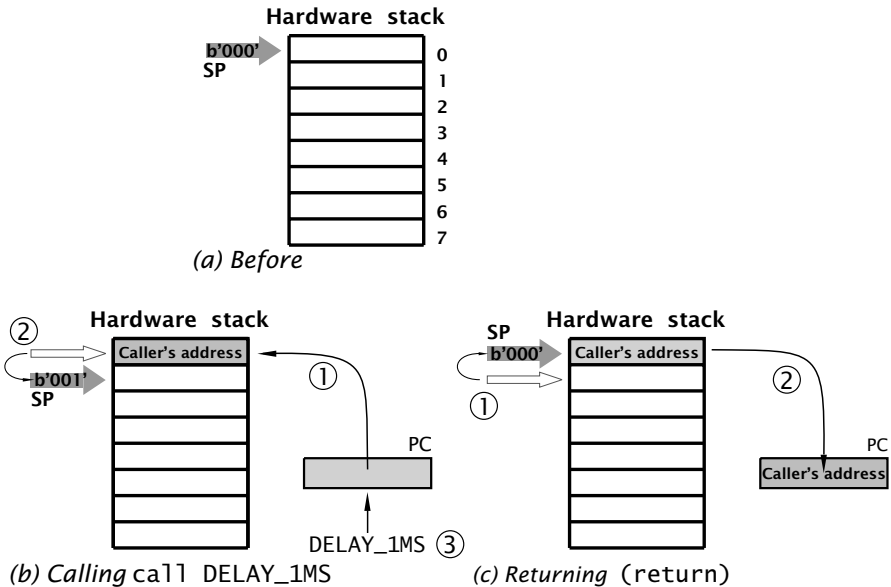 Hardware stack
b'000'
SP
0
1
2
3
4
5
6
7
(a) Before
Hardware stack
②
Caller's address
b'001'
SP
①
PC
DELAY_1MS ③
(b) Calling call DELAY_1MS
Hardware stack
SP
b'000'
Caller's address
①
②
PC
Caller's address
(c) Returning (return)